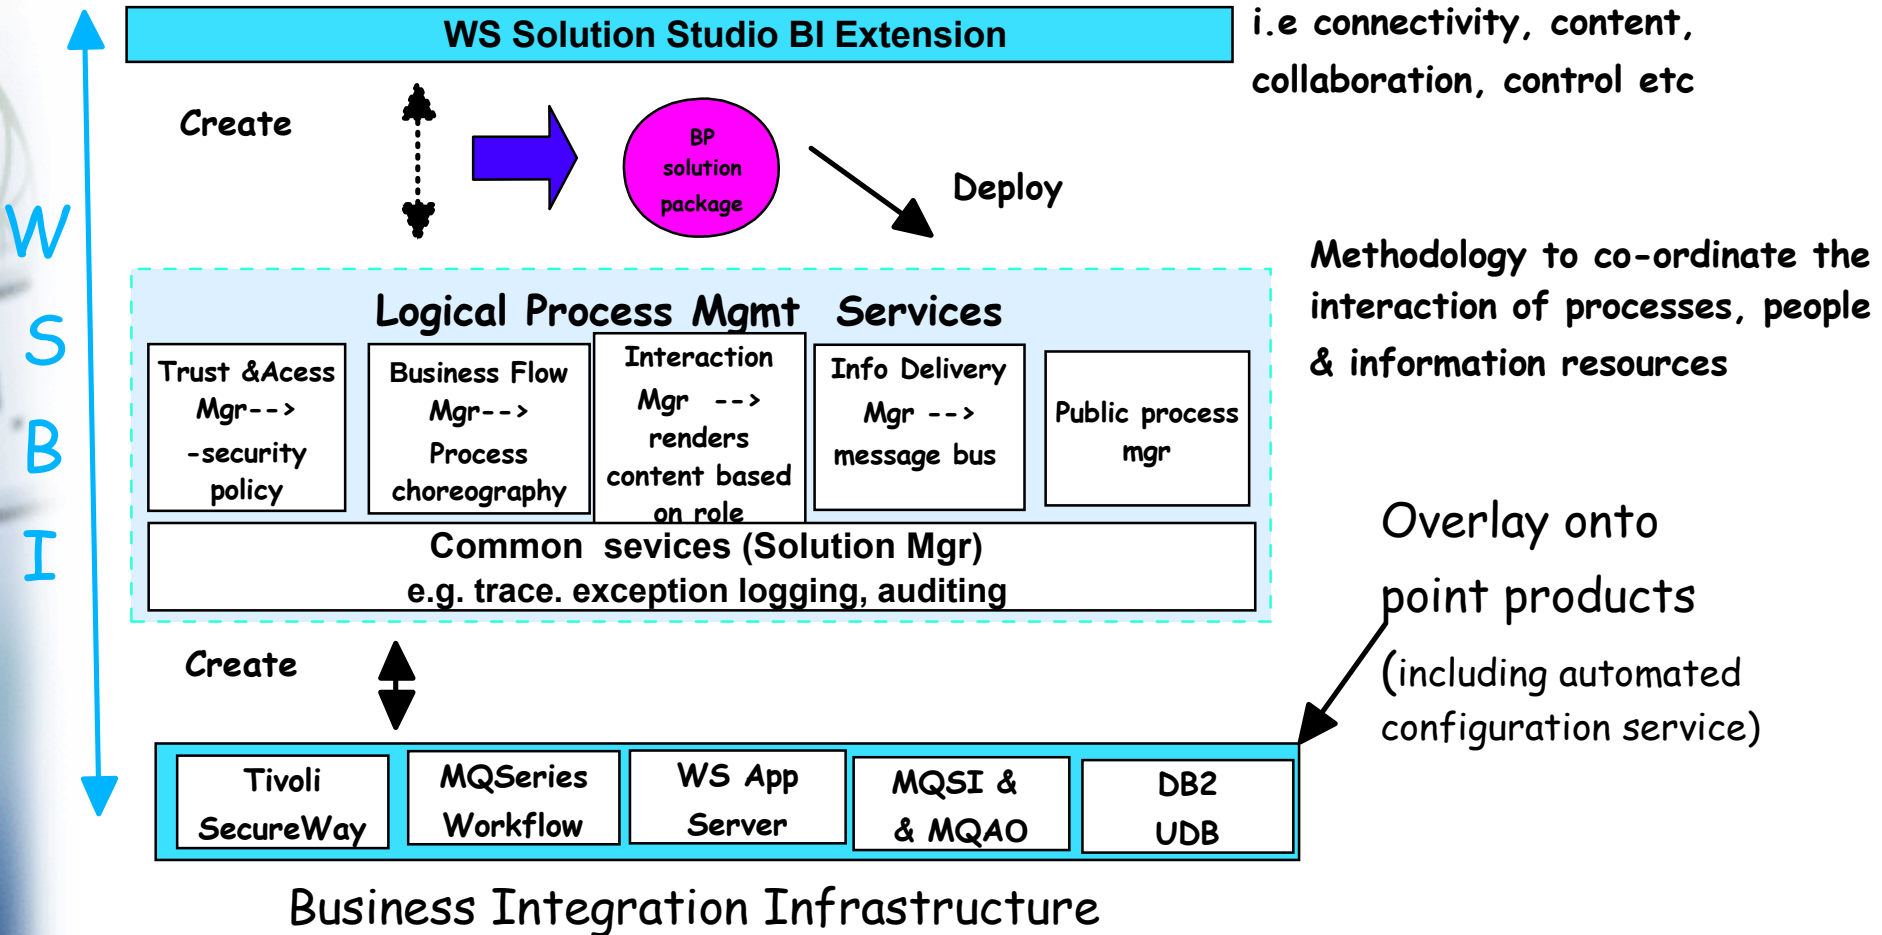 WS Solution Studio BI Extension
i.e connectivity, content,
collaboration, control etc
Create
BP
solution
package
Deploy
W
S
B
I
Methodology to co-ordinate the
interaction of processes, people
& information resources
Logical Process Mgmt Services
Trust &Acess
Mgr-->
-security
policy
Business Flow
Mgr-->
Process
choreography
Interaction
Mgr -->
renders
content based
on role
Info Delivery
Mgr -->
message bus
Public process
mgr
Common sevices (Solution Mgr)
e.g. trace. exception logging, auditing
Overlay onto
point products
(including automated
configuration service)
Create
Tivoli
SecureWay
MQSeries
Workflow
WS App
Server
MQSI &
& MQAO
DB2
UDB
Business Integration Infrastructure